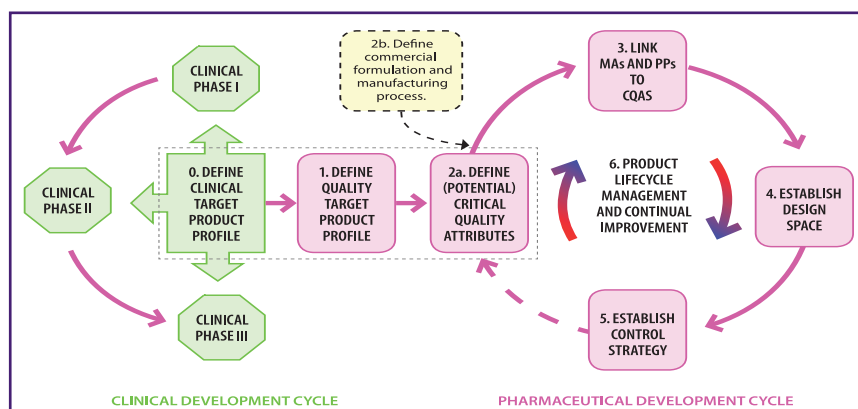 2b. Define
commercial
formulation and
manufacturing
process.
3. LINK
MAs AND PPs
TO
CQAS
CLINICAL
PHASE I
CLINICAL
PHASE II
0. DEFINE
CLINICAL
TARGET
PRODUCT
PROFILE
1. DEFINE
QUALITY
TARGET
PRODUCT
PROFILE
2a. DEFINE
(POTENTIAL)
CRITICAL
QUALITY
ATTRIBUTES
6. PRODUCT
LIFECYCLE
MANAGEMENT
AND CONTINUAL
IMPROVEMENT
4. ESTABLISH
DESIGN
SPACE
CLINICAL
PHASE III
5. ESTABLISH
CONTROL
STRATEGY
CLINICAL DEVELOPMENT CYCLE
PHARMACEUTICAL DEVELOPMENT CYCLE